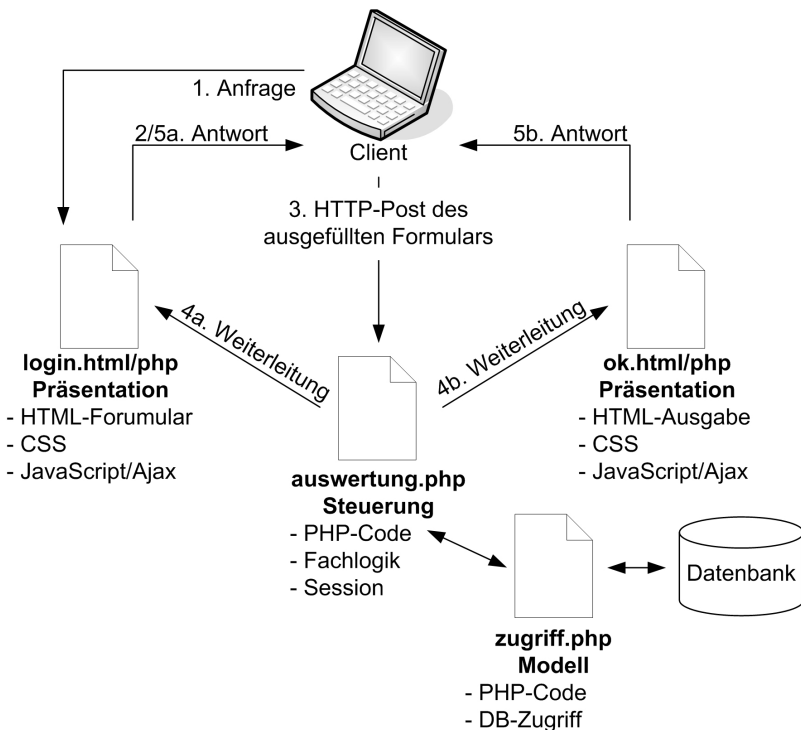 1. Anfrage
2/5a. Antwort
5b. Antwort
Client
3. HTTP-Post des
ausgefüllten Formulars
4a. Weiterleitung
4b. Weiterleitung
login.html/php
Präsentation
- HTML-Forumular
- CSS
- JavaScript/Ajax
ok.html/php
Präsentation
- HTML-Ausgabe
- CSS
- JavaScript/Ajax
auswertung.php
Steuerung
- PHP-Code
- Fachlogik
- Session
Datenbank
zugriff.php
Modell
- PHP-Code
- DB-Zugriff